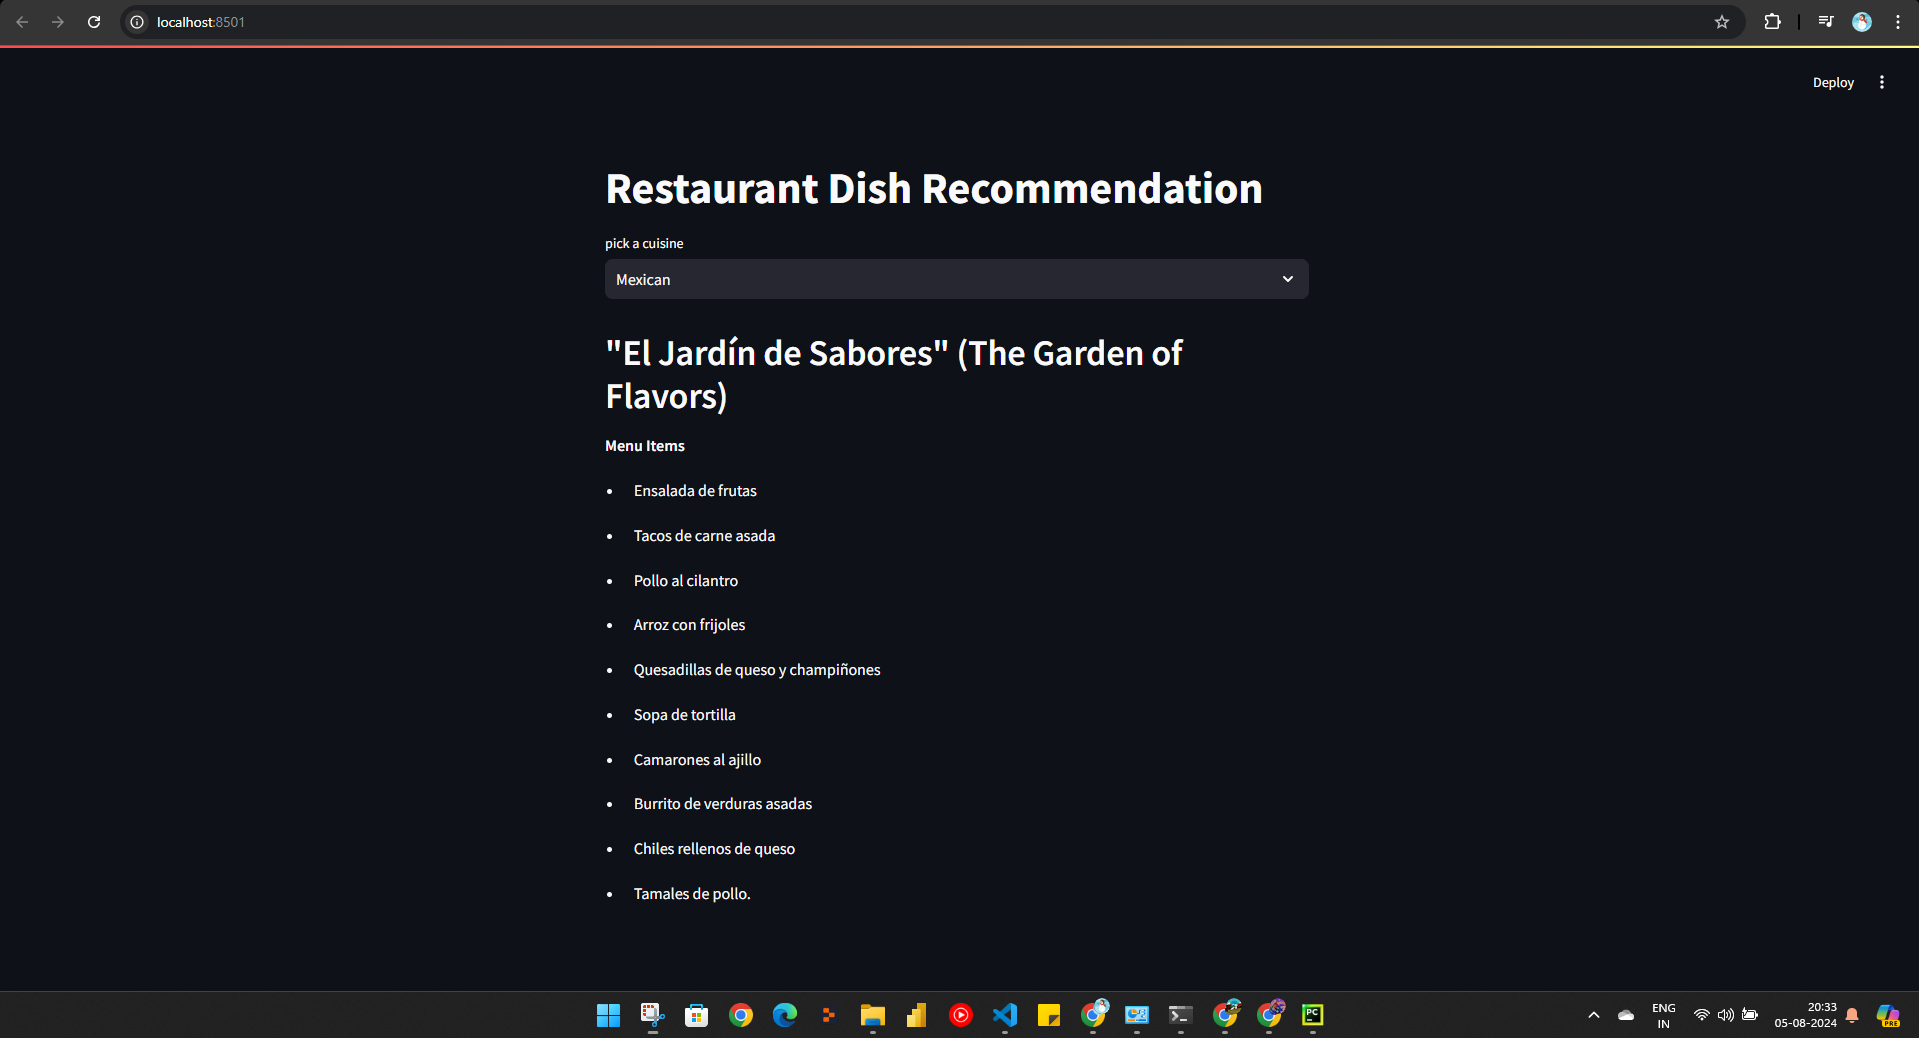 localhost:8501
Deploy
Restaurant Dish Recommendation
pick a cuisine
Mexican
"El Jardín de Sabores" (The Garden of
Flavors)
Menu Items
Ensalada de frutas
Tacos de carne asada
Pollo al cilantro
Arroz con frijoles
Quesadillas de queso y champiñones
Sopa de tortilla
Camarones al ajillo
Burrito de verduras asadas
Chiles rellenos de queso
Tamales de pollo.
PC
ENG
IN
20:33
05-08-2024
PRE